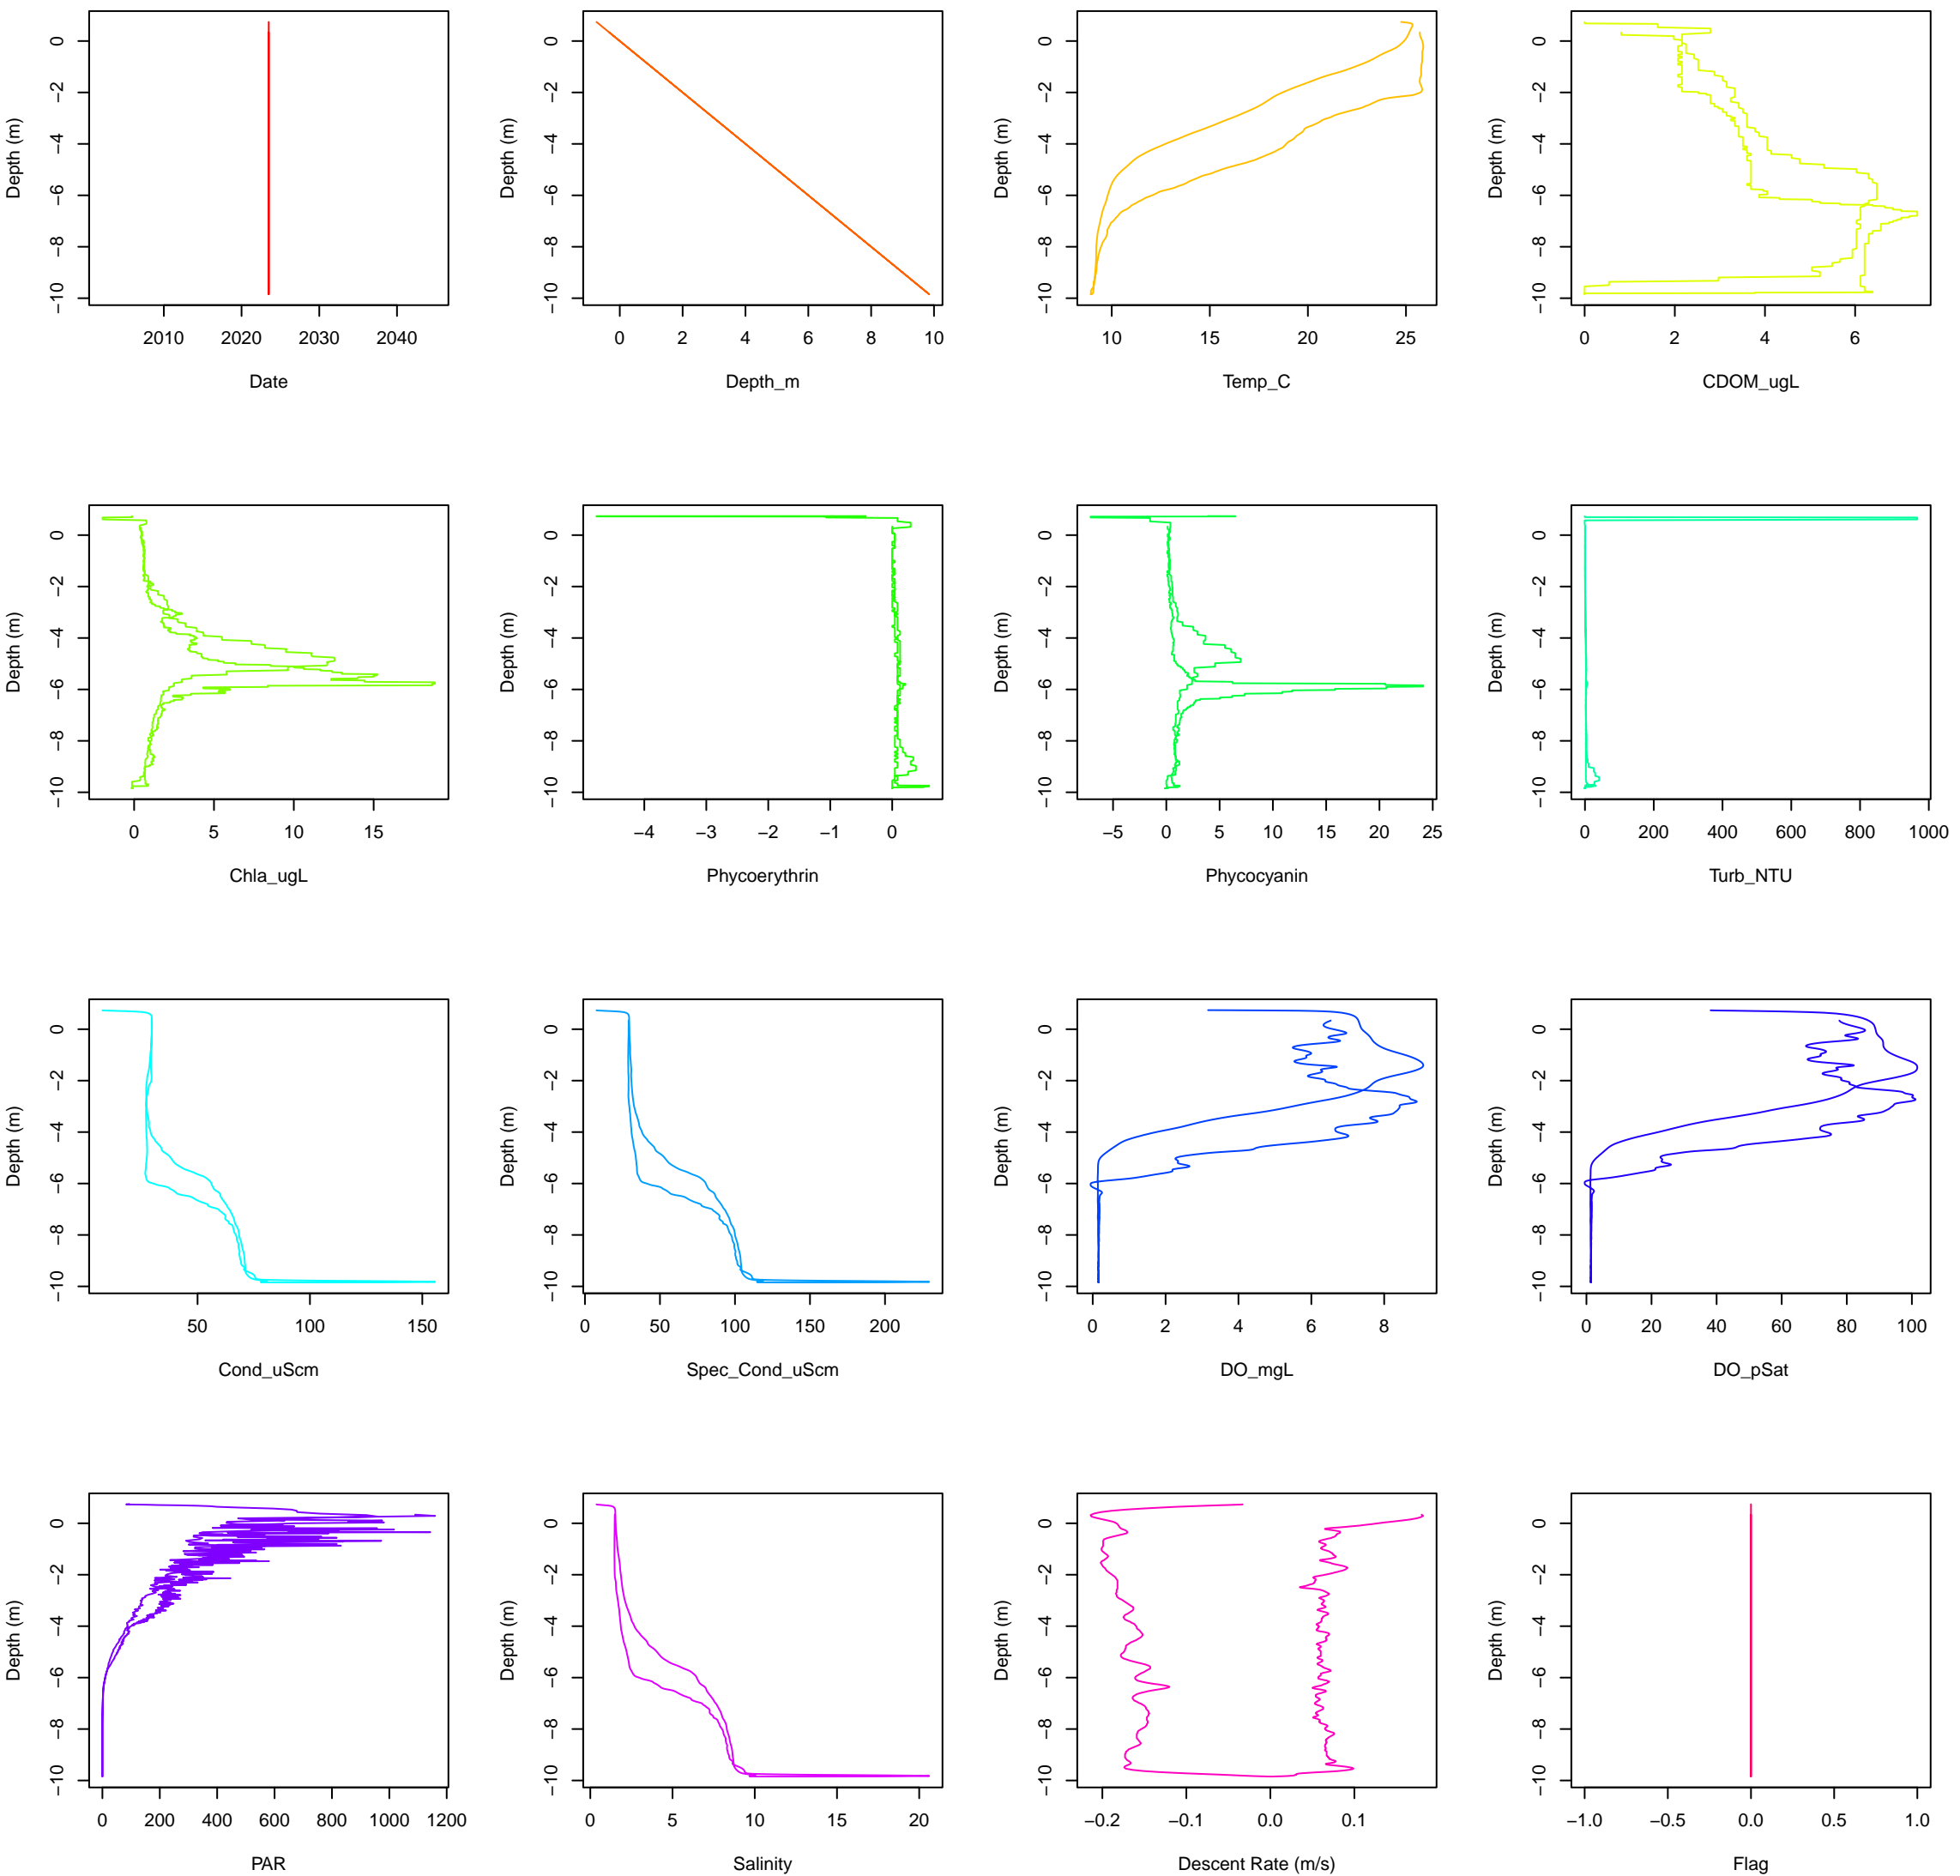 Depth (m)
0
−2
−4
−6
−8
−10
2010 2020 2030 2040
Date
Depth (m)
0
−2
−4
−6
−8
−10
0 2 4 6 8 10
Depth_m
Depth (m)
0
−2
−4
−6
−8
−10
10 15 20 25
Temp_C
Depth (m)
0
−2
−4
−6
−8
−10
0 2 4 6
CDOM_ugL
Depth (m)
0
−2
−4
−6
−8
−10
0 5 10 15
Chla_ugL
Depth (m)
0
−2
−4
−6
−8
−10
−4 −3 −2 −1 0
Phycoerythrin
Depth (m)
0
−2
−4
−6
−8
−10
−5 0 5 10 15 20 25
Phycocyanin
Depth (m)
0
−2
−4
−6
−8
−10
0 200 400 600 800 1000
Turb_NTU
Depth (m)
0
−2
−4
−6
−8
−10
50 100 150
Cond_uScm
Depth (m)
0
−2
−4
−6
−8
−10
0 50 100 200
Spec_Cond_uScm
Depth (m)
0
−2
−4
−6
−8
−10
0 2 4 6 8
DO_mgL
Depth (m)
0
−2
−4
−6
−8
−10
0 20 40 60 80 100
DO_pSat
Depth (m)
0
−2
−4
−6
−8
−10
0 200 400 600 800 1000 1200
PAR
Depth (m)
0
−2
−4
−6
−8
−10
0 5 10 15 20
Salinity
Depth (m)
0
−2
−4
−6
−8
−10
−0.2 −0.1 0.0 0.1
Descent Rate (m/s)
Depth (m)
0
−2
−4
−6
−8
−10
−1.0 −0.5 0.0 0.5 1.0
Flag